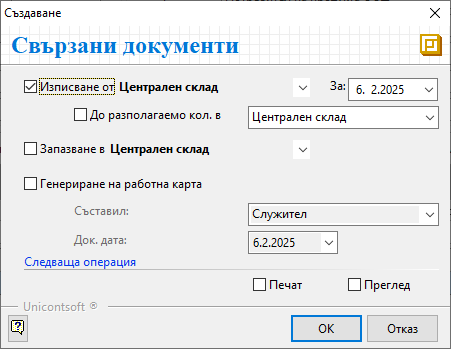 Създаване
Свързани документи
Изписване от Централен склад За: 6. 2.2025
До разполагаемо кол. в Централен склад
Запазване в Централен склад
Генериране на работна карта
Съставил: Служител
Док. дата: 6.2.2025
Следваща операция
Печат Преглед
Unicontsoft ®
? ОК Отказ